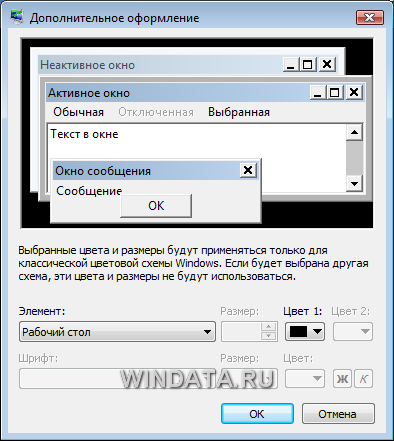 Дополнительное оформление
Неактивное окно
Активное окно
Обычная Отключенная Выбранная
Текст в окне
Окно сообщения
Сообщение
OK
Выбранные цвета и размеры будут применяться только для
классической цветовой схемы Windows. Если будет выбрана другая
схема, эти цвета и размеры не будут использоваться.
Элемент: Размер: Цвет 1: Цвет 2:
Рабочий стол
Шрифт: Размер: Цвет:
Ж К
WINDATA.RU
OK Отмена